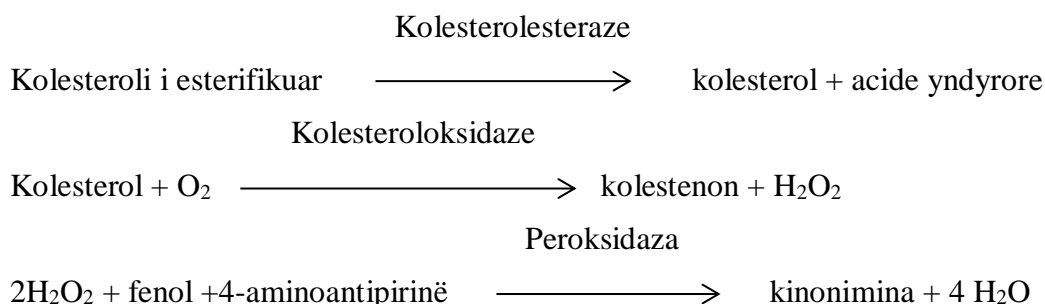 Kolesterolesteraze
Kolesteroli i esterifikuar kolesterol + acide yndyrore
Kolesteroloksidaze
Kolesterol + O₂ kolestenon + H₂O₂
Peroksidaza
2H₂O₂ + fenol +4-aminoantipirinë kinonimina + 4 H₂O